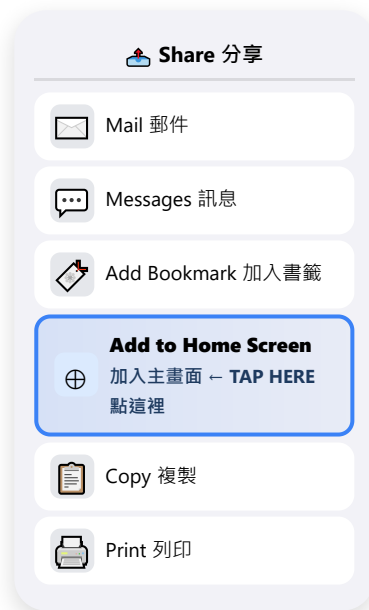 Share 分享
Mail 郵件
Messages 訊息
Add Bookmark 加入書籤
Add to Home Screen
加入主畫面 ← TAP HERE
點這裡
Copy 複製
Print 列印